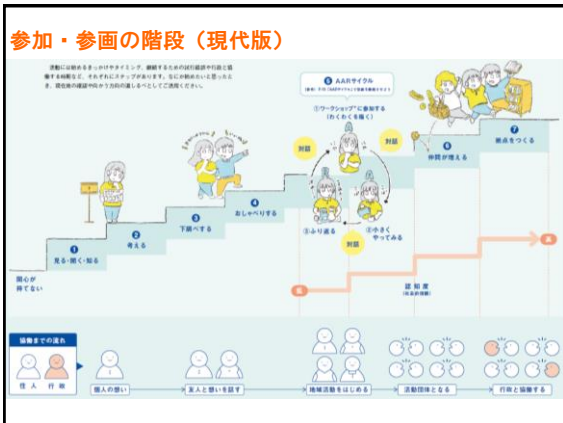 参加・参画の階段（現代版）
活動には始めるきっかけやタイミング、継続するための試行錯誤や行政と協
働する時期など、それぞれにステップがあります。なにか始めたいと思ったと
き、現在地の確認や向かう方向の道しるべとしてご活用ください。
❺ AARサイクル
①ワークショップ*に参加する
（わくわくを描く）
対話
対話
③ふり返る
②小さく
やってみる
対話
❼
拠点をつくる
❻
仲間が増える
❹
おしゃべりする
❸
下調べする
❷
考える
❶
見る・聞く・知る
関心が
持てない
低
認知度
高
協働までの流れ
住人 行政
個人の想い
友人と想いを話す
地域活動をはじめる
活動団体となる
行政と協働する